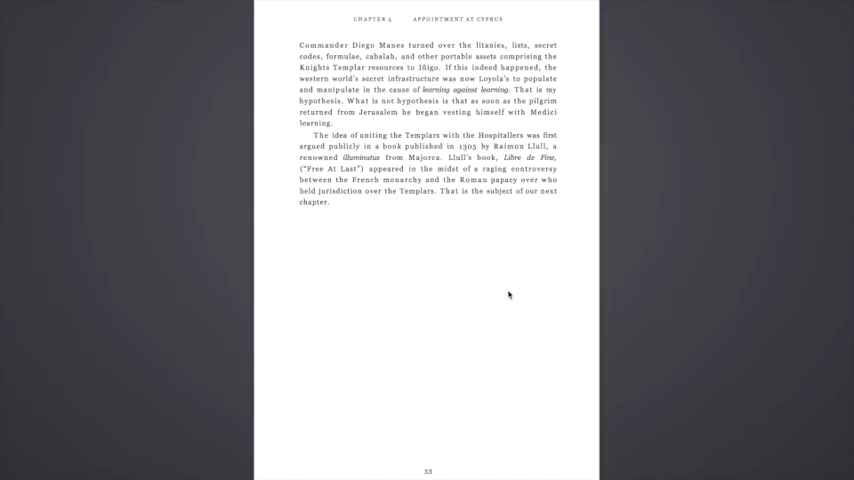 CHAPTER 5 APPOINTMENT AT CYPRUS
Commander Diego Manes turned over the litanies, lists, secret
codes, formulae, cabalah, and other portable assets comprising the
Knights Templar resources to Iñigo. If this indeed happened, the
western world's secret infrastructure was now Loyola's to populate
and manipulate in the cause of learning against learning. That is my
hypothesis. What is not hypothesis is that as soon as the pilgrim
returned from Jerusalem he began vesting himself with Medici
learning.
The idea of uniting the Templars with the Hospitallers was first
argued publicly in a book published in 1305 by Raimon Llull, a
renowned illuminatus from Majorca. Llull's book, Libre de Fine,
("Free At Last") appeared in the midst of a raging controversy
between the French monarchy and the Roman papacy over who
held jurisdiction over the Templars. That is the subject of our next
chapter.
33